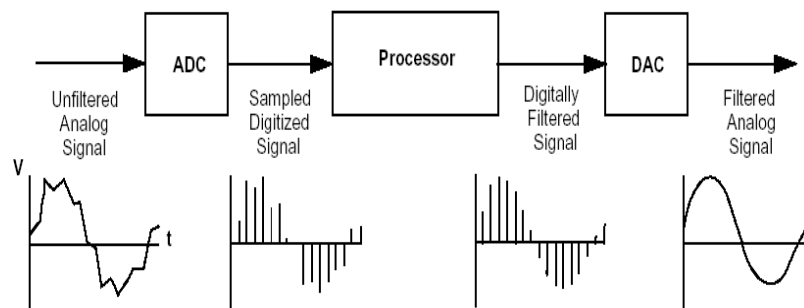 ADC
Processor
DAC
Unfiltered
Analog
Signal
Sampled
Digitized
Signal
Digitally
Filtered
Signal
Filtered
Analog
Signal
V
t